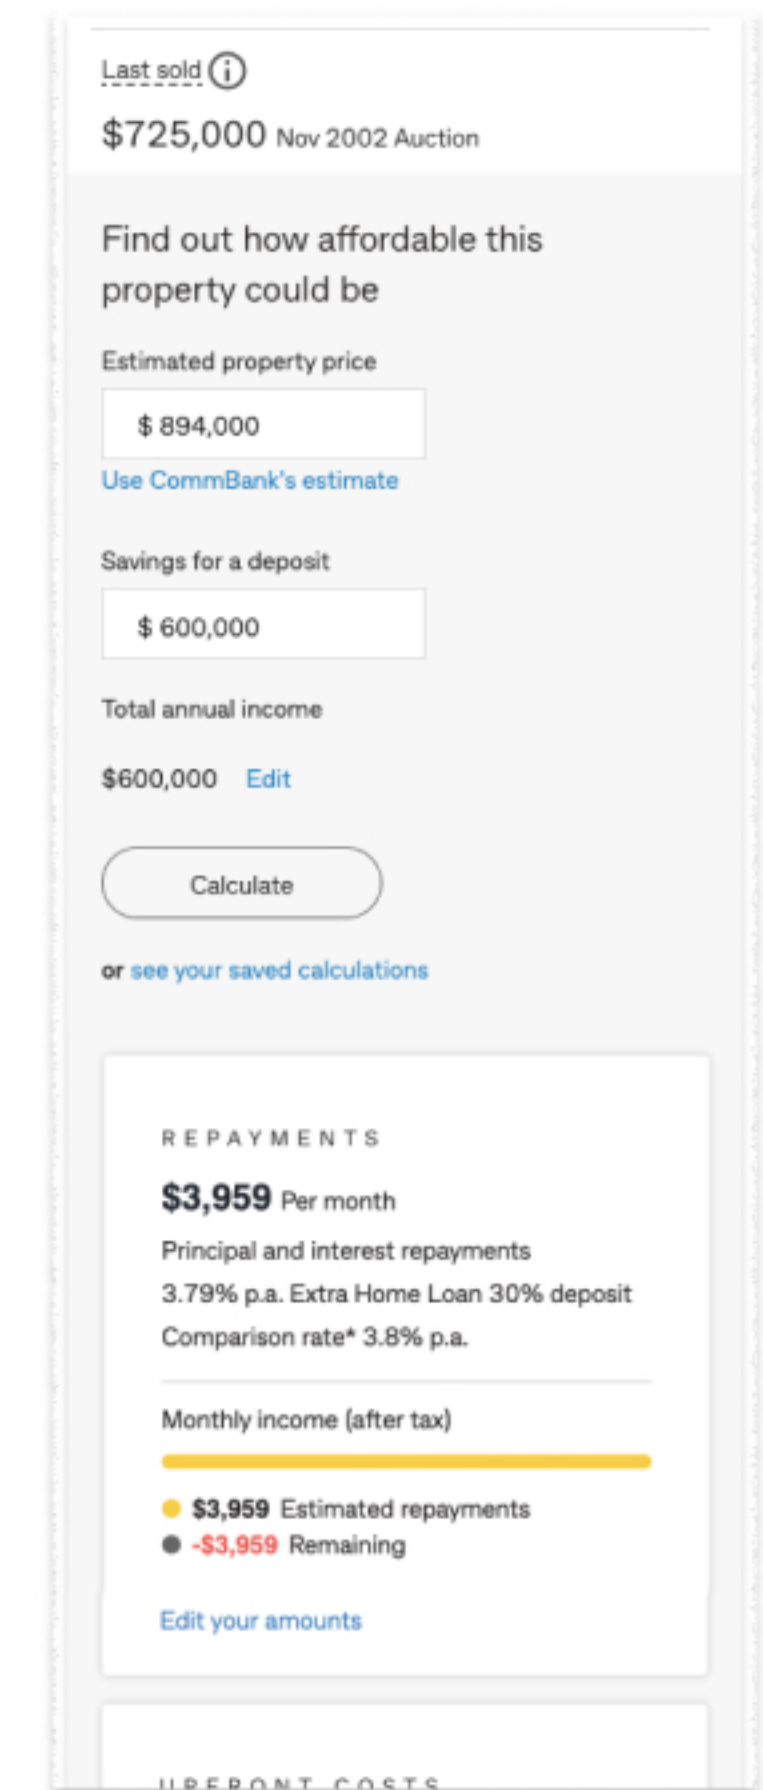 Last sold
$725,000 Nov 2002 Auction
Find out how affordable this
property could be
Estimated property price
$ 894,000
Use CommBank's estimate
Savings for a deposit
$ 600,000
Total annual income
$600,000 Edit
Calculate
or see your saved calculations
REPAYMENTS
$3,959 Per month
Principal and interest repayments
3.79% p.a. Extra Home Loan 30% deposit
Comparison rate* 3.8% p.a.
Monthly income (after tax)
$3,959 Estimated repayments
-$3,959 Remaining
Edit your amounts
UPFRONT COSTS